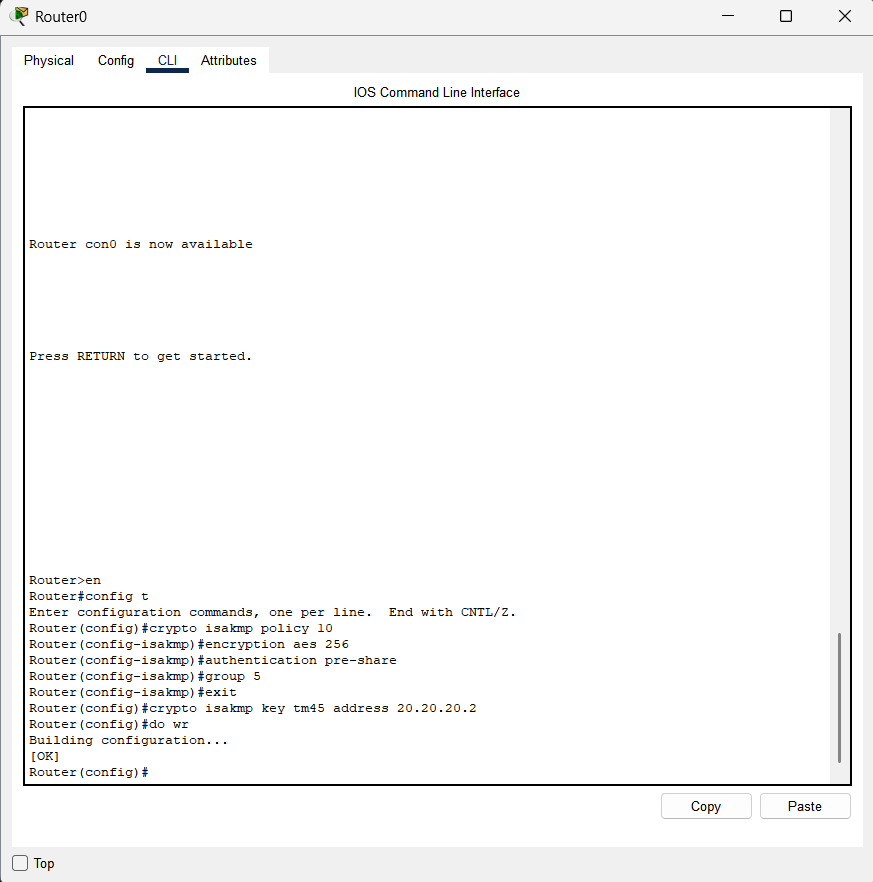 Router0
Physical Config CLI Attributes
IOS Command Line Interface
Router con0 is now available
Press RETURN to get started.
Router>en
Router#config t
Enter configuration commands, one per line.  End with CNTL/Z.
Router(config)#crypto isakmp policy 10
Router(config-isakmp)#encryption aes 256
Router(config-isakmp)#authentication pre-share
Router(config-isakmp)#group 5
Router(config-isakmp)#exit
Router(config)#crypto isakmp key tm45 address 20.20.20.2
Router(config)#do wr
Building configuration...
[OK]
Router(config)#
Copy Paste
Top